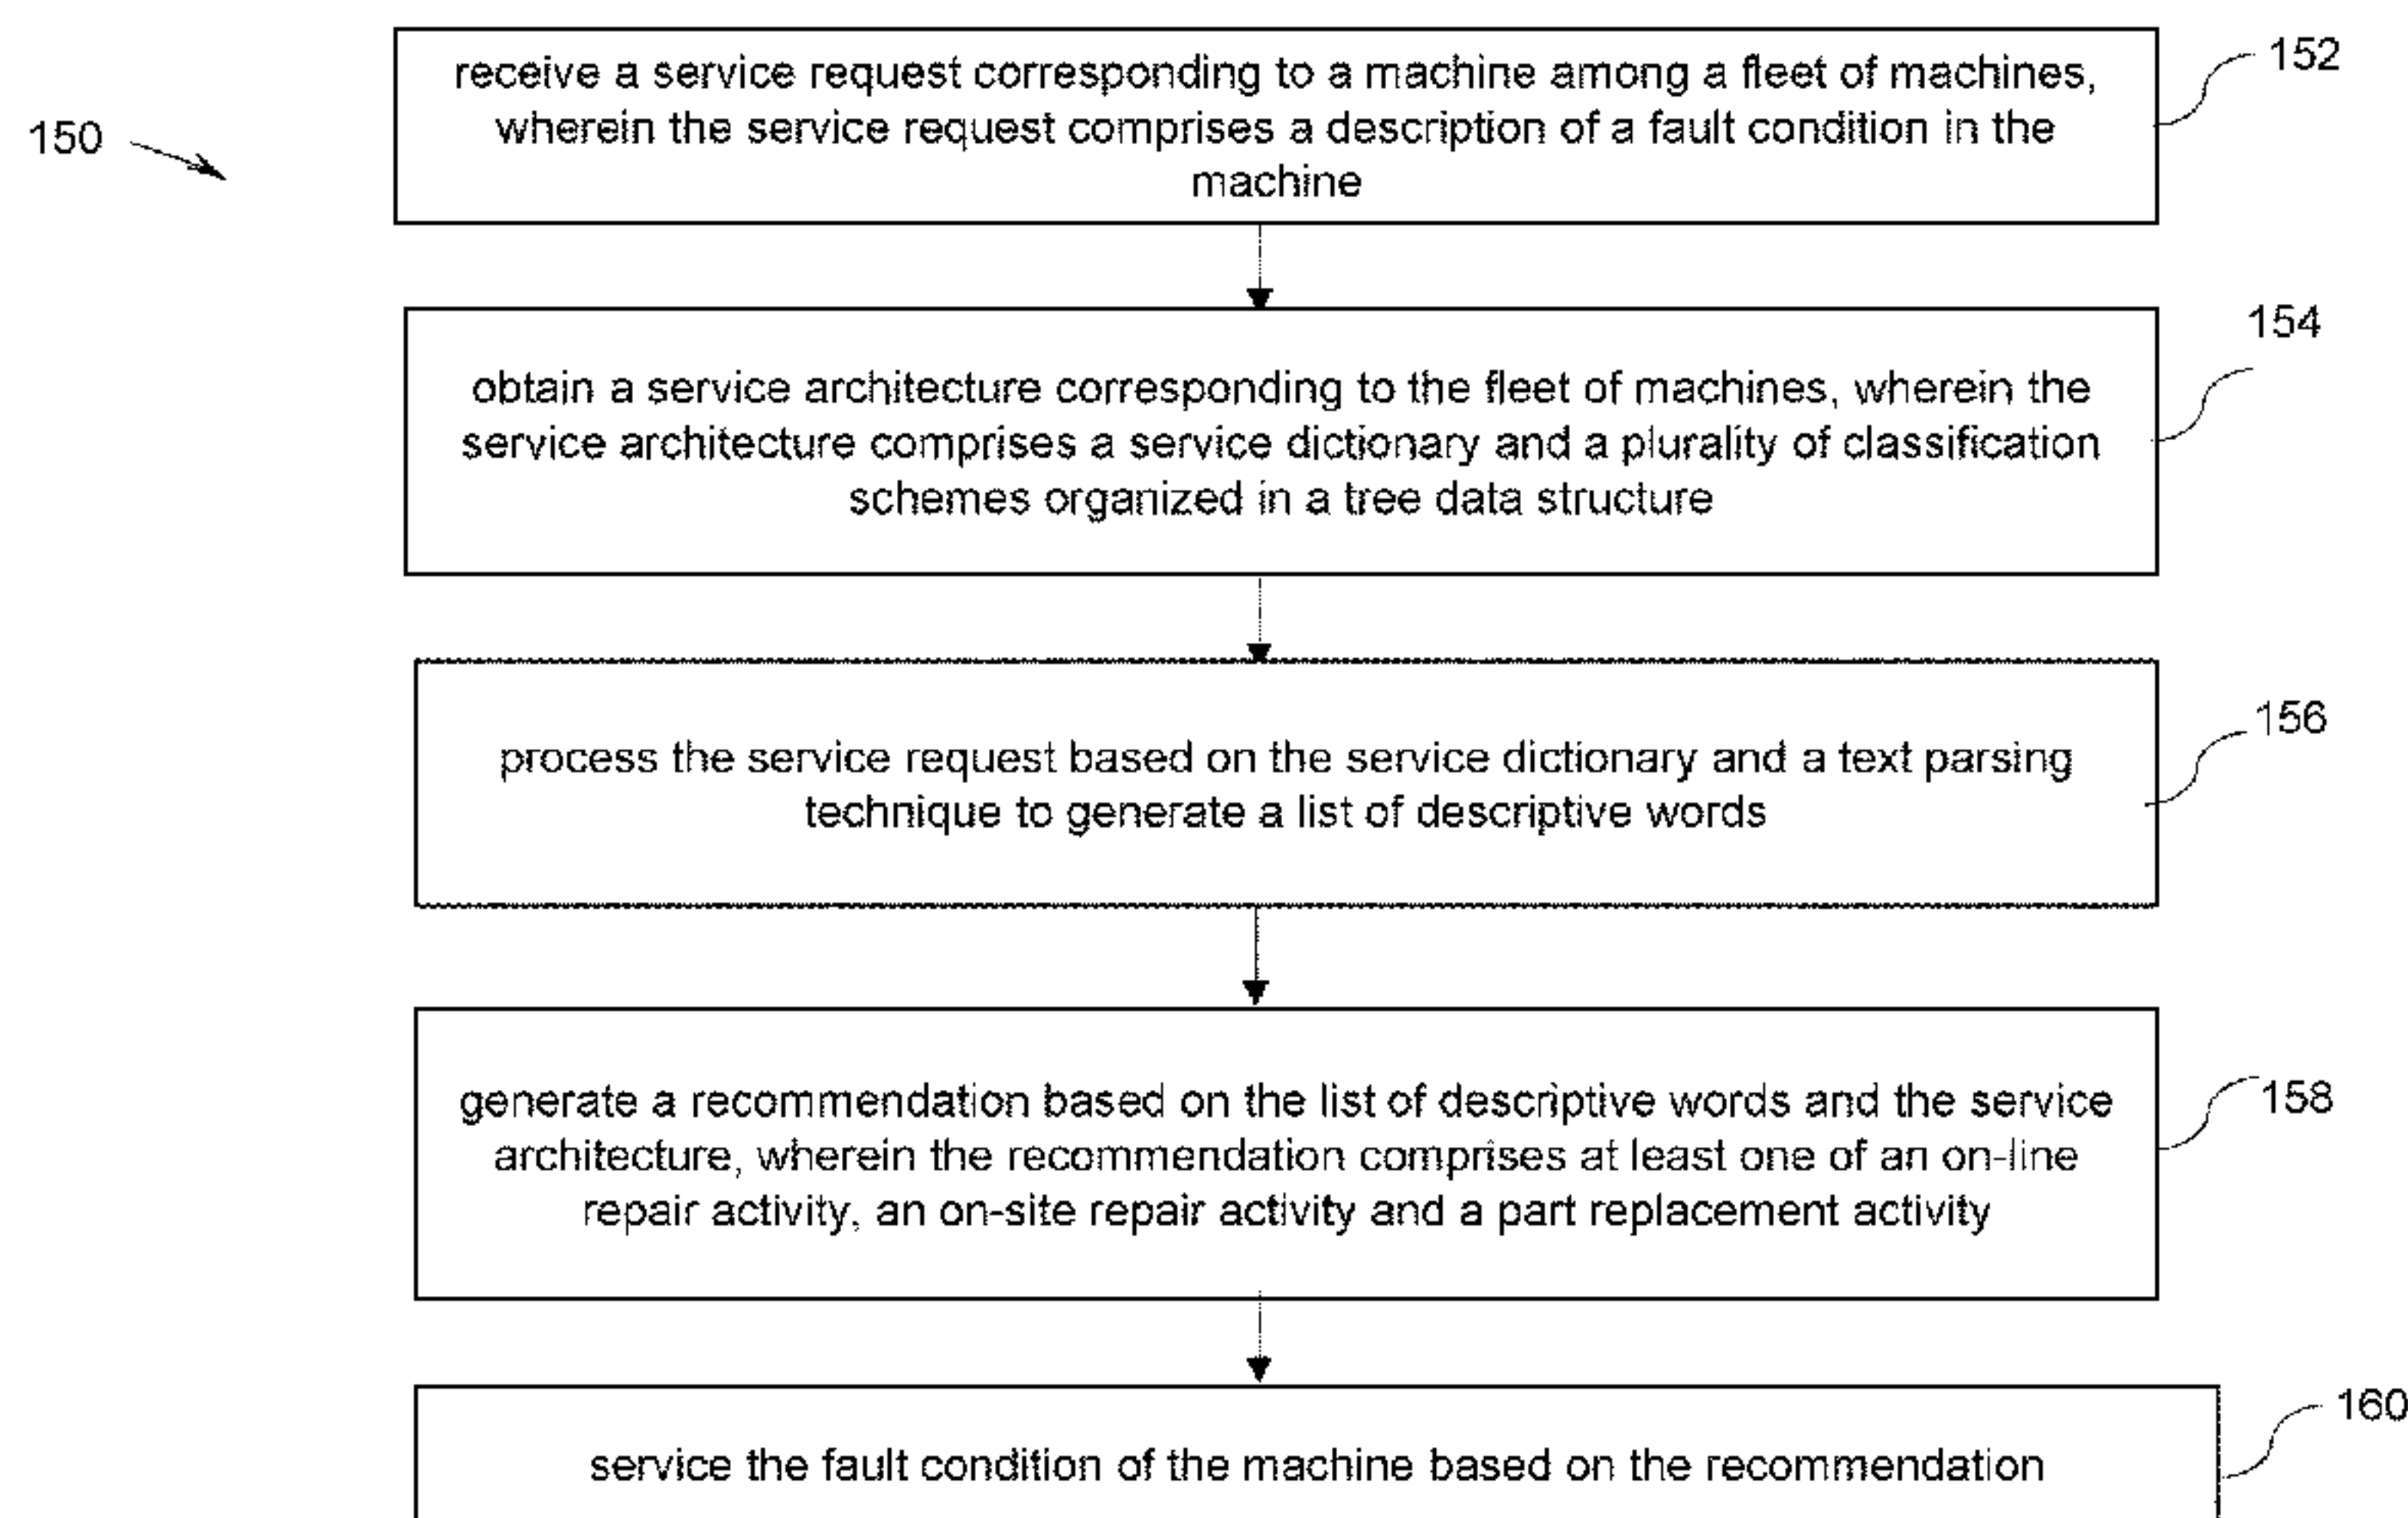 150
receive a service request corresponding to a machine among a fleet of machines,
wherein the service request comprises a description of a fault condition in the
machine
152
obtain a service architecture corresponding to the fleet of machines, wherein the
service architecture comprises a service dictionary and a plurality of classification
schemes organized in a tree data structure
154
process the service request based on the service dictionary and a text parsing
technique to generate a list of descriptive words
156
generate a recommendation based on the list of descriptive words and the service
architecture, wherein the recommendation comprises at least one of an on-line
repair activity, an on-site repair activity and a part replacement activity
158
service the fault condition of the machine based on the recommendation
160